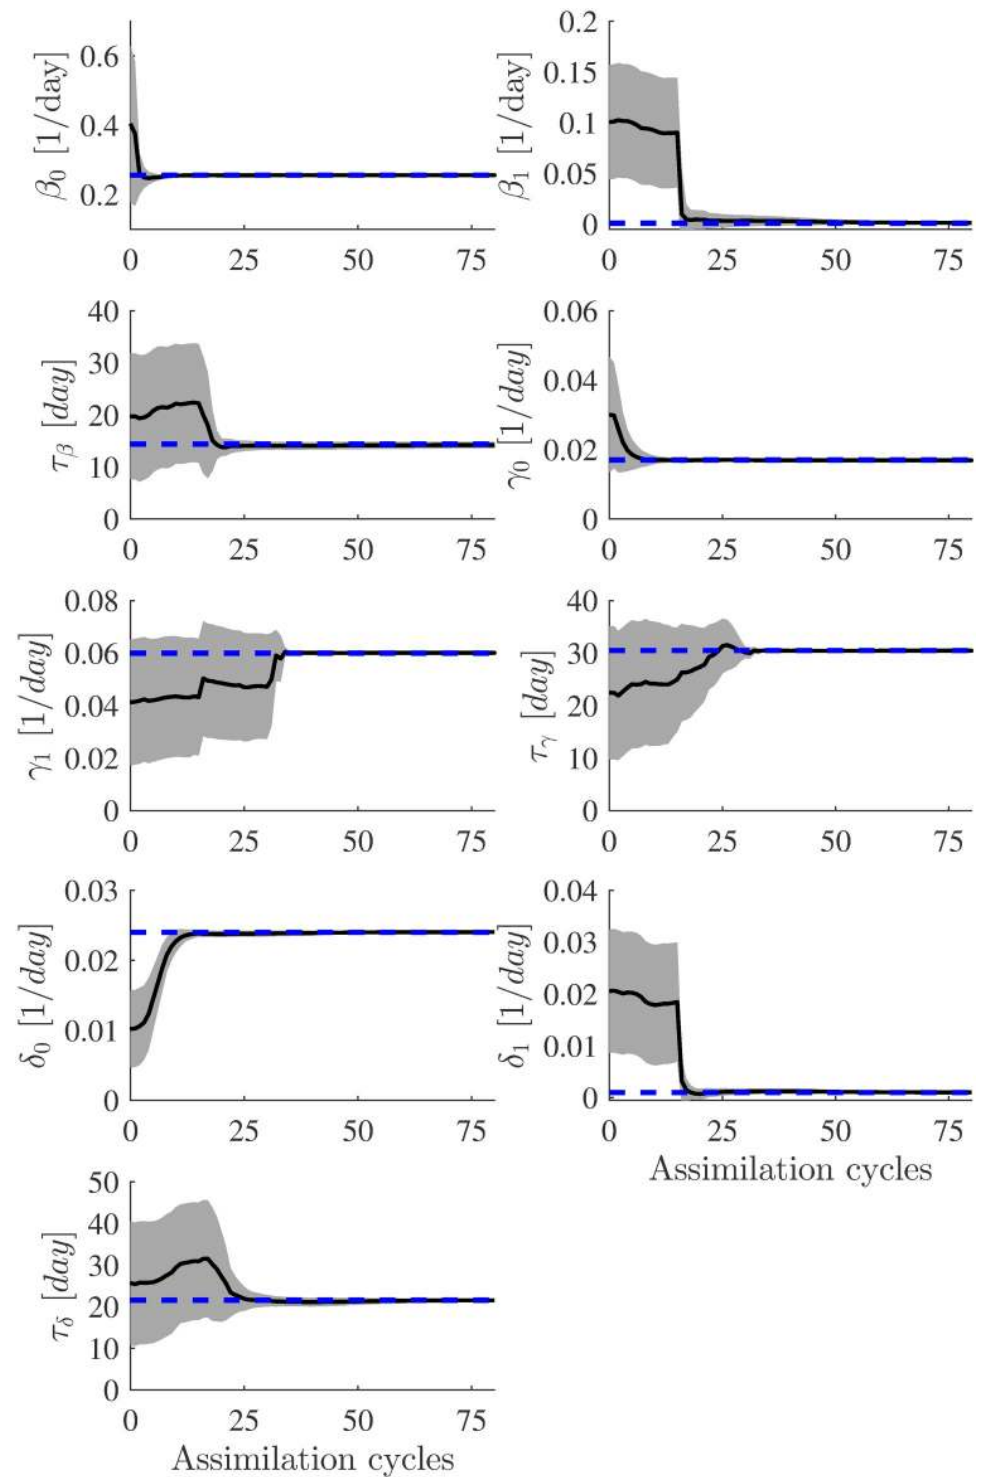 β0 [1/day]
0.6
0.4
0.2
0 25 50 75
β1 [1/day]
0.2
0.15
0.1
0.05
0
0 25 50 75
τβ [day]
40
30
20
10
0
0 25 50 75
γ0 [1/day]
0.06
0.04
0.02
0
0 25 50 75
γ1 [1/day]
0.08
0.06
0.04
0.02
0
0 25 50 75
τγ [day]
40
30
20
10
0
0 25 50 75
δ0 [1/day]
0.03
0.02
0.01
0
0 25 50 75
δ1 [1/day]
0.04
0.03
0.02
0.01
0
0 25 50 75
Assimilation cycles
τδ [day]
50
40
30
20
10
0
0 25 50 75
Assimilation cycles